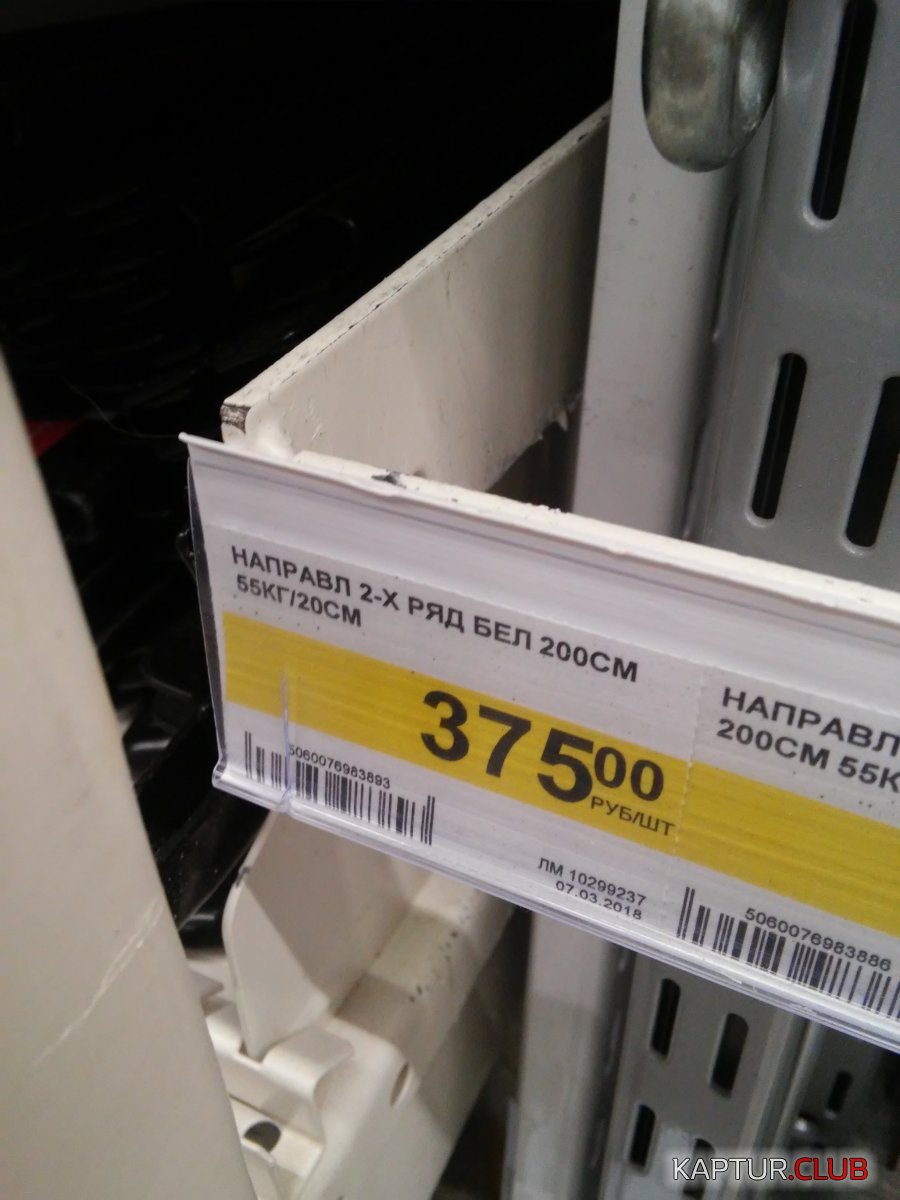 НАПРАВЛ 2-Х РЯД БЕЛ 200СМ
55КГ/20СМ
375 00
РУБ/ШТ
5060076983893
ЛМ 10299237
07.03.2018
НАПРАВЛ
200СМ 55К
5060076983886
KAPTUR.CLUB